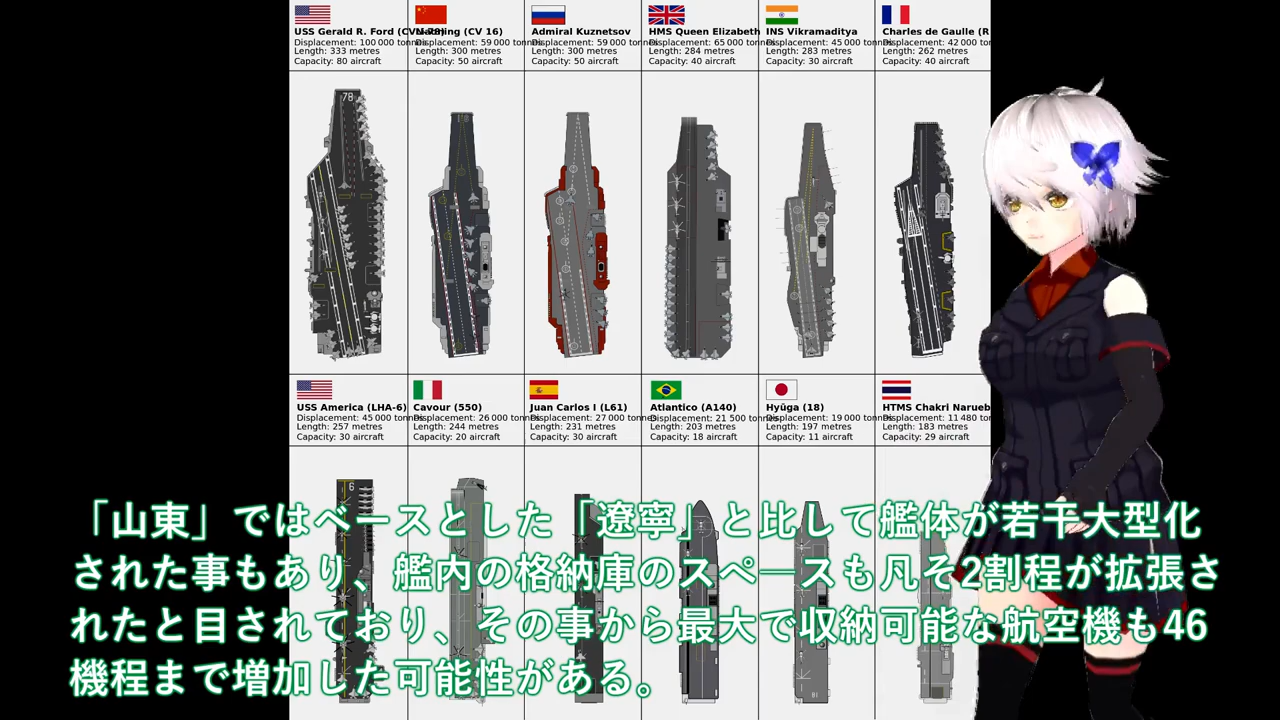 USS Gerald R. Ford (CVN-78)
Displacement: 100 000 tonnes
Length: 333 metres
Capacity: 80 aircraft
Liaoning (CV 16)
Displacement: 59 000 tonnes
Length: 300 metres
Capacity: 50 aircraft
Admiral Kuznetsov
Displacement: 59 000 tonnes
Length: 300 metres
Capacity: 50 aircraft
HMS Queen Elizabeth
Displacement: 65 000 tonnes
Length: 284 metres
Capacity: 40 aircraft
INS Vikramaditya
Displacement: 45 000 tonnes
Length: 283 metres
Capacity: 30 aircraft
Charles de Gaulle (R
Displacement: 42 000 ton
Length: 262 metres
Capacity: 40 aircraft
78
USS America (LHA-6)
Displacement: 45 000 tonnes
Length: 257 metres
Capacity: 30 aircraft
Cavour (550)
Displacement: 26 000 tonnes
Length: 244 metres
Capacity: 20 aircraft
Juan Carlos I (L61)
Displacement: 27 000 tonnes
Length: 231 metres
Capacity: 30 aircraft
Atlantico (A140)
Displacement: 21 500 tonnes
Length: 203 metres
Capacity: 18 aircraft
Hyūga (18)
Displacement: 19 000 tonnes
Length: 197 metres
Capacity: 11 aircraft
HTMS Chakri Narueb
Displacement: 11 480 ton
Length: 183 metres
Capacity: 29 aircraft
6
「山東」ではベースとした「遼寧」と比して艦体が若干大型化
された事もあり、艦内の格納庫のスペースも凡そ2割程が拡張さ
れたと目されており、その事から最大で収納可能な航空機も46
機程まで増加した可能性がある。